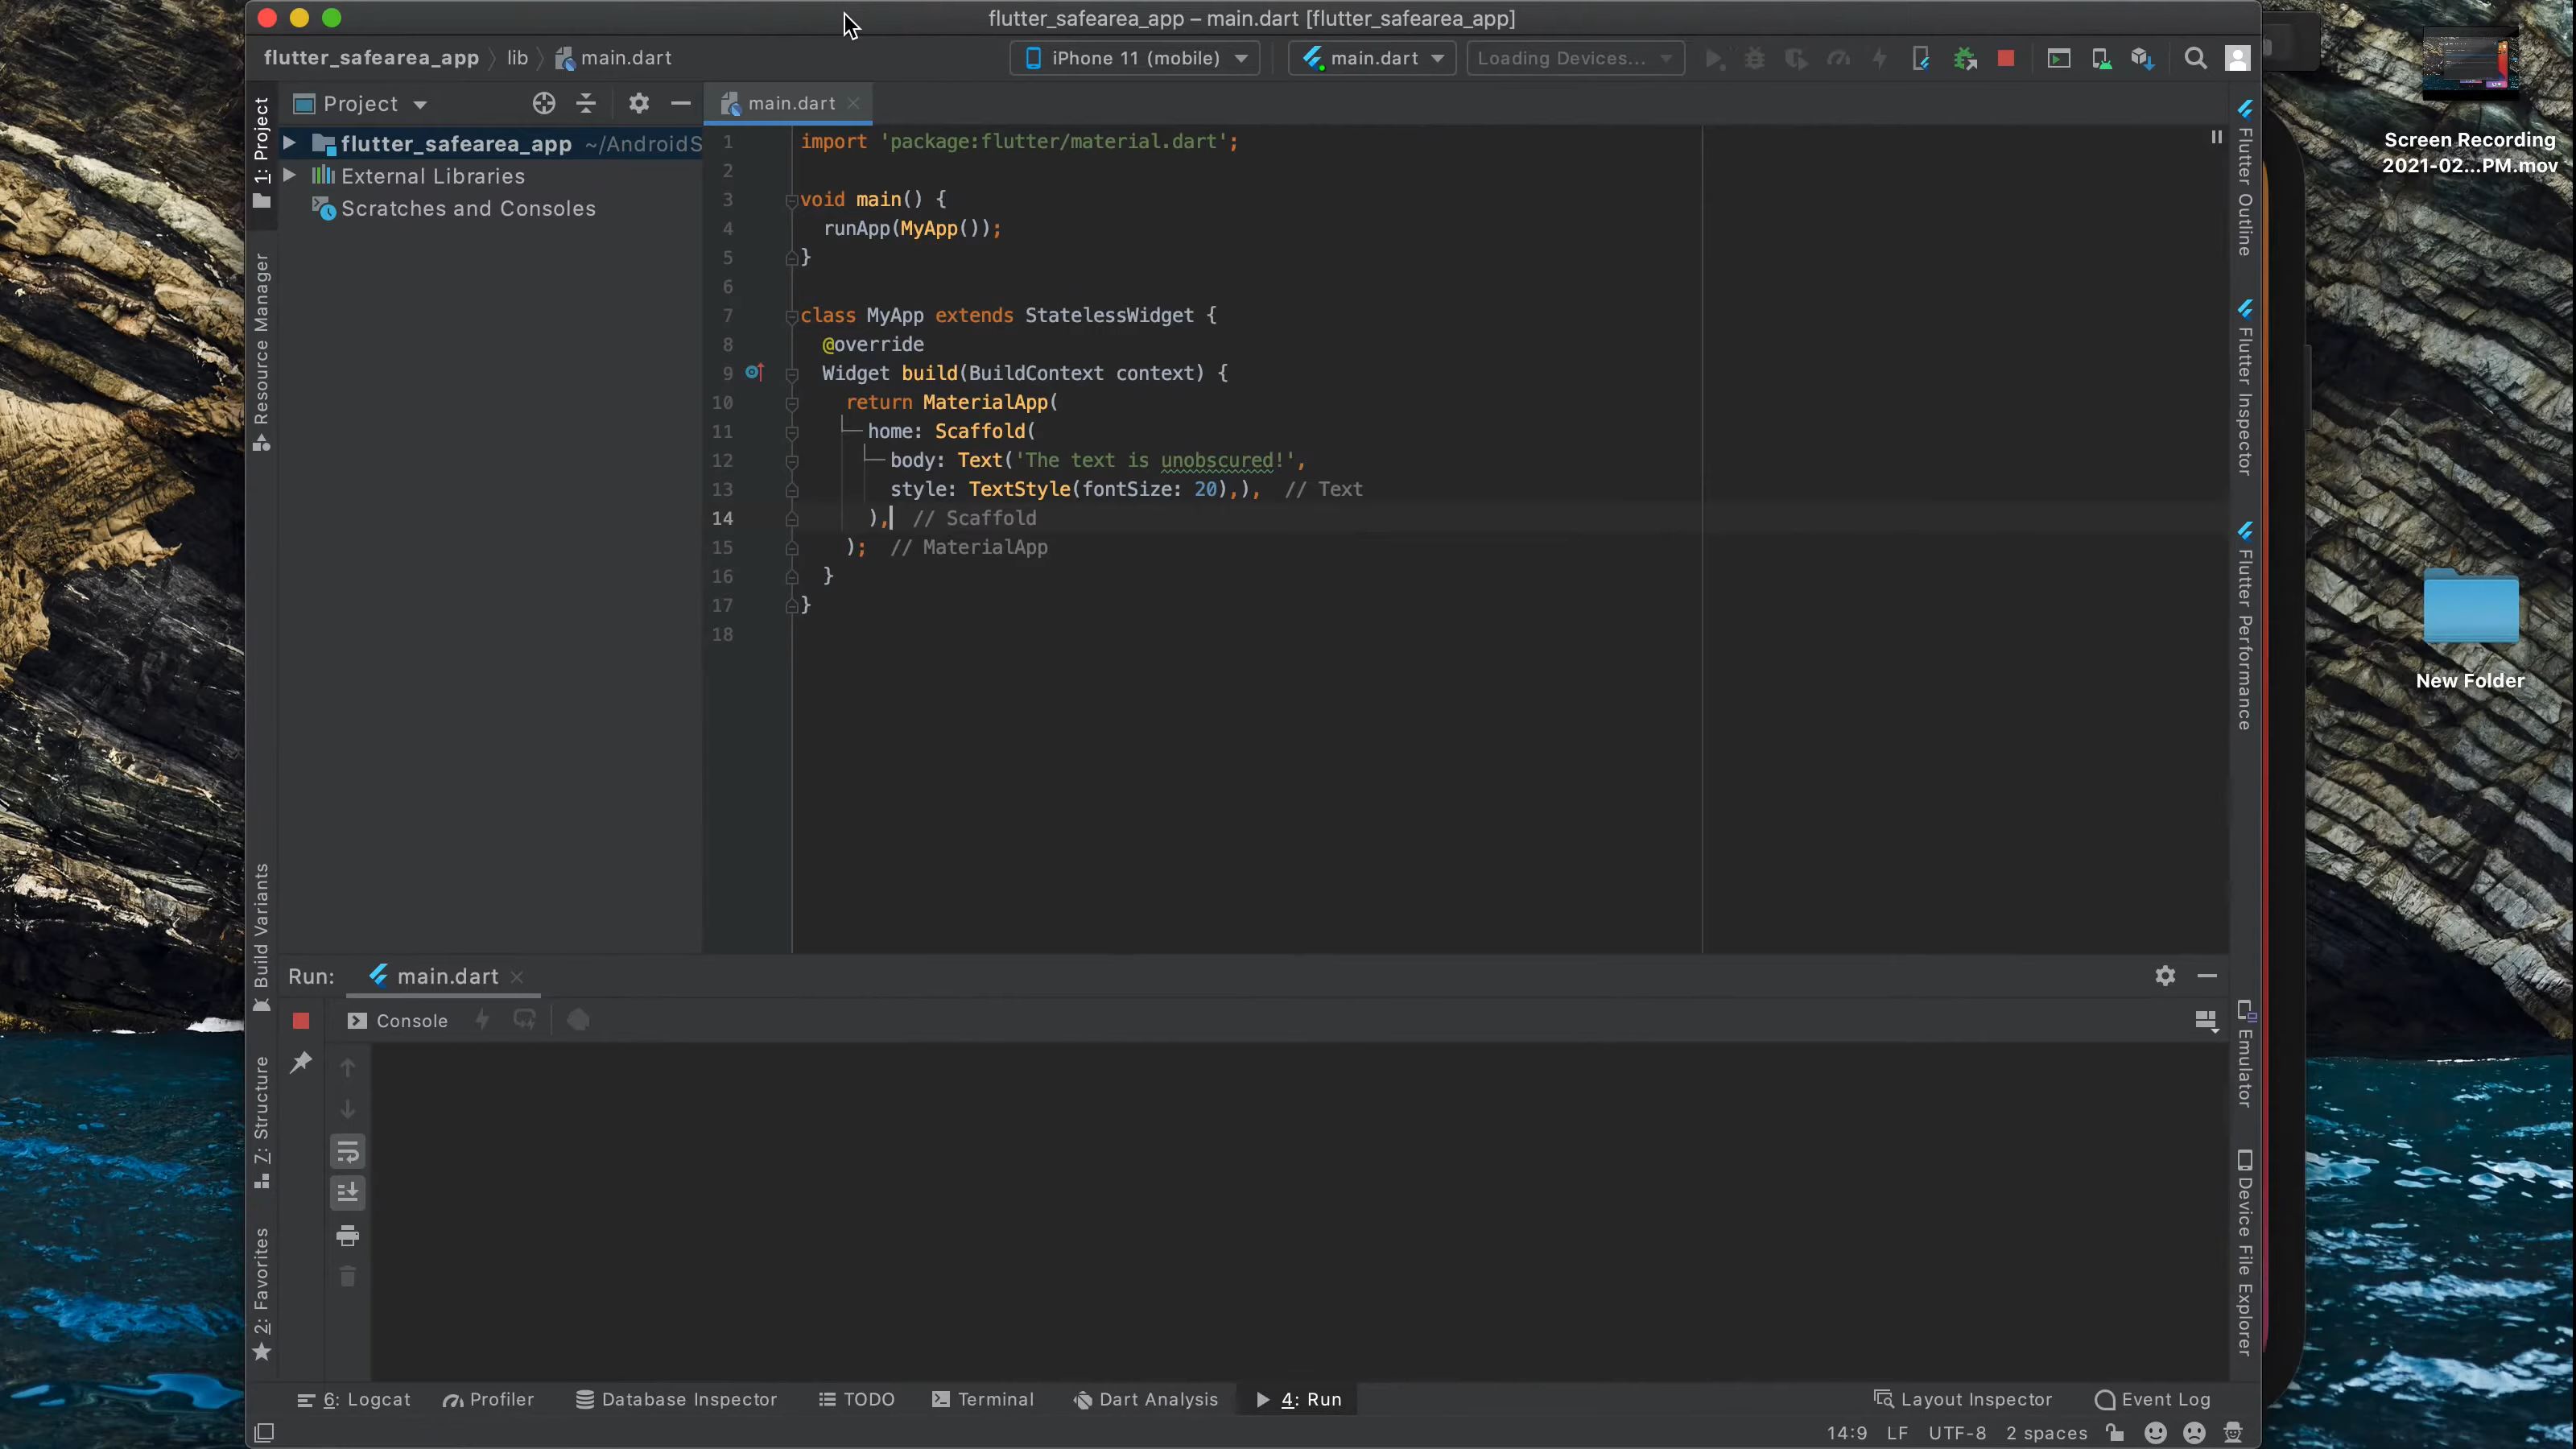 flutter_safearea_app – main.dart [flutter_safearea_app]
flutter_safearea_app lib main.dart
iPhone 11 (mobile)
main.dart
Loading Devices...
Project
main.dart
flutter_safearea_app ~/AndroidS
External Libraries
Scratches and Consoles
1: Project
Resource Manager
Build Variants
7: Structure
2: Favorites
1 import 'package:flutter/material.dart';
2
3 void main() {
4 runApp(MyApp());
5 }
6
7 class MyApp extends StatelessWidget {
8 @override
9 Widget build(BuildContext context) {
10 return MaterialApp(
11 home: Scaffold(
12 body: Text('The text is unobscured!',
13 style: TextStyle(fontSize: 20),), // Text
14 ), // Scaffold
15 ); // MaterialApp
16 }
17 }
18
Flutter Outline
Flutter Inspector
Flutter Performance
Emulator
Device File Explorer
Screen Recording
2021-02...PM.mov
New Folder
Run: main.dart
Console
6: Logcat
Profiler
Database Inspector
TODO
Terminal
Dart Analysis
4: Run
Layout Inspector
Event Log
14:9 LF UTF-8 2 spaces